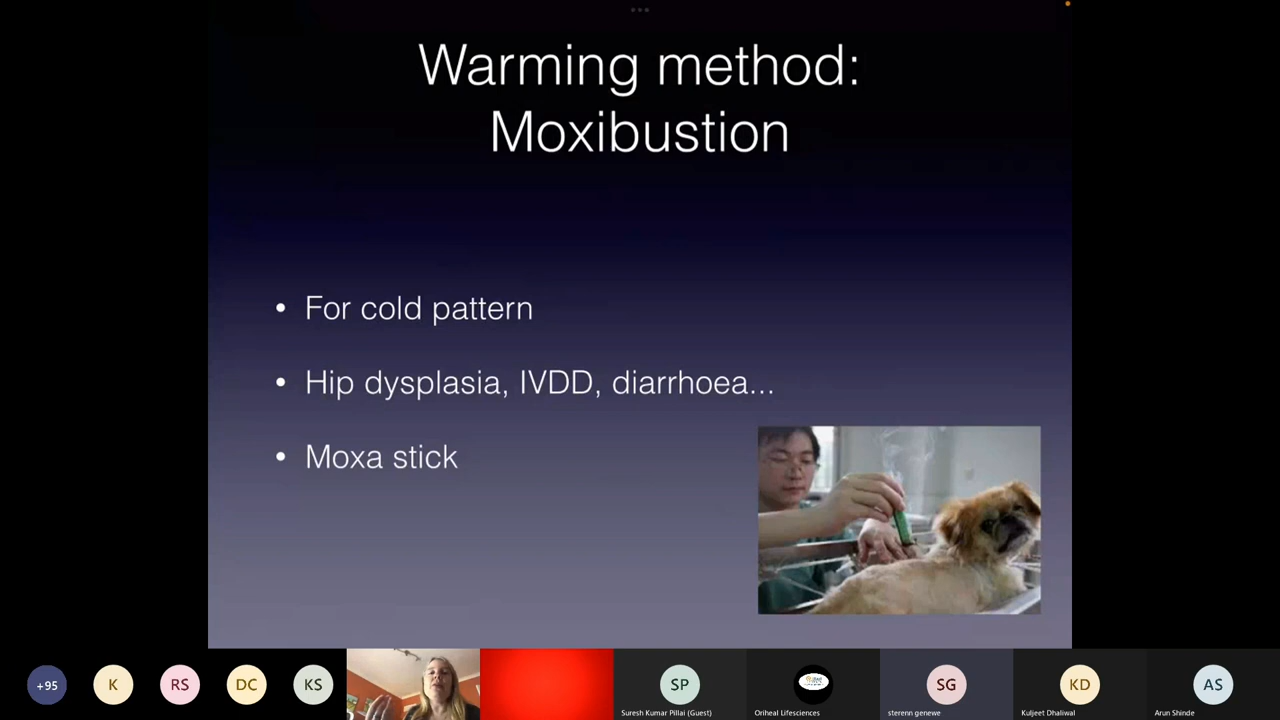 Warming method:
Moxibustion
• For cold pattern
• Hip dysplasia, IVDD, diarrhoea...
• Moxa stick
+95
K
RS
DC
KS
SP
SG
KD
AS
Suresh Kumar Pillai (Guest)
Oriheal Lifesciences
sterenn genewe
Kuljeet Dhaliwal
Arun Shinde